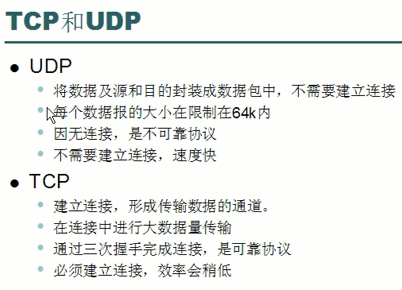 TCP和UDP
UDP
将数据及源和目的封装成数据包中，不需要建立连接
每个数据报的大小在限制在64k内
因无连接，是不可靠协议
不需要建立连接，速度快
TCP
建立连接，形成传输数据的通道。
在连接中进行大数据量传输
通过三次握手完成连接，是可靠协议
必须建立连接，效率会稍低